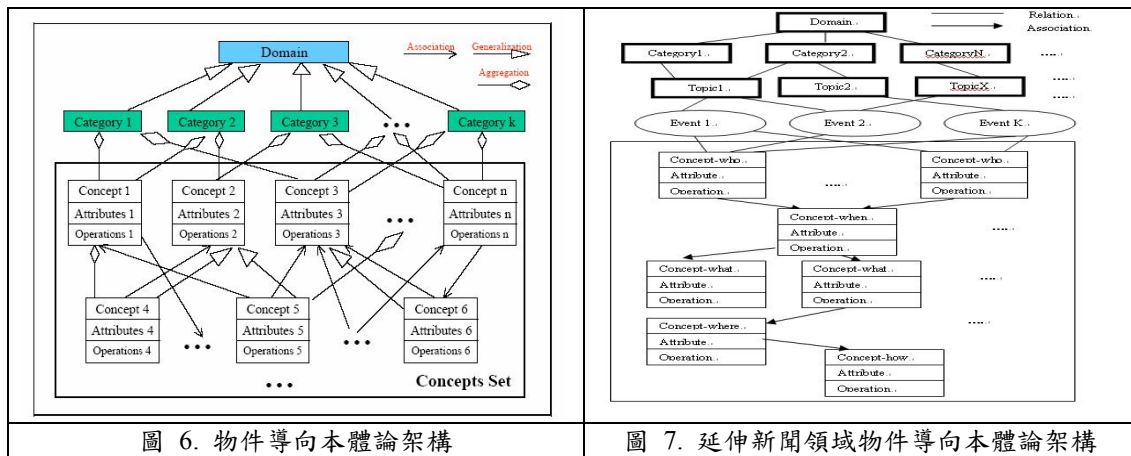 Domain
Association
Generalization
Aggregation
Category 1
Category 2
Category 3
...
Category k
Concept 1
Attributes 1
Operations 1
Concept 2
Attributes 2
Operations 2
Concept 3
Attributes 3
Operations 3
...
Concept n
Attributes n
Operations n
Concept 4
Attributes 4
Operations 4
...
Concept 5
Attributes 5
Operations 5
...
Concept 6
Attributes 6
Operations 6
...
Concepts Set
圖 6. 物件導向本體論架構
Domain
Relation
Association
Category1
Category2
CategoryN
.....
Topic1
Topic2
TopicX
.....
.....
Event 1
Event 2
Event K
Concept-who
Attribute
Operation
.....
Concept-who
Attribute
Operation
Concept-when
Attribute
Operation
.....
Concept-what
Attribute
Operation
Concept-what
Attribute
Operation
.....
Concept-where
Attribute
Operation
.....
Concept-how
Attribute
Operation
圖 7. 延伸新聞領域物件導向本體論架構